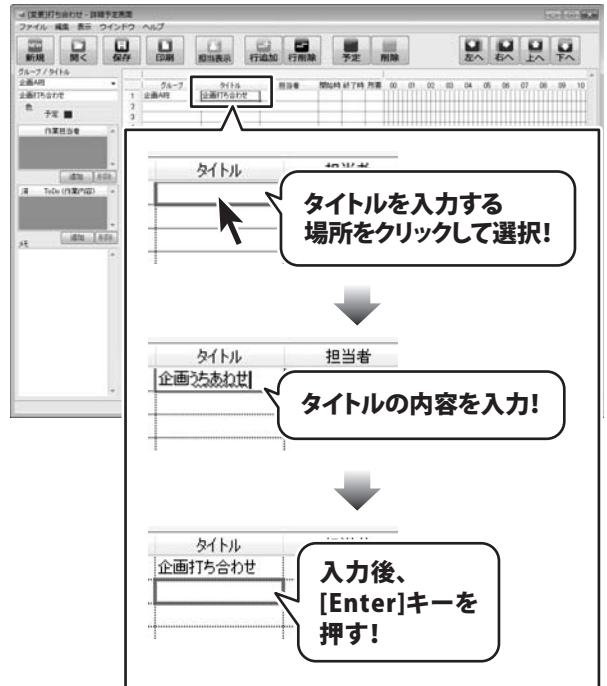 [変更]打ち合わせ - 詳細予定画面
ファイル 編集 表示 ウインドウ ヘルプ
新規 開く 保存 印刷 担当表示 行追加 行削除 予定 削除 左へ 右へ 上へ 下へ
グループ/タイトル
企画A班
企画打ち合わせ
色
予定
作業担当者
追加 削除
済 ToDo (作業内容)
追加 削除
メモ
グループ タイトル 担当者 開始時 終了時 所要 00 01 02 03 04 05 06 07 08 09 10
1 企画A班 企画打ち合わせ
2
3
タイトル 担当者
タイトルを入力する
場所をクリックして選択!
タイトル 担当者
企画うちあわせ
タイトルの内容を入力!
タイトル
企画打ち合わせ
入力後、
[Enter]キーを
押す!